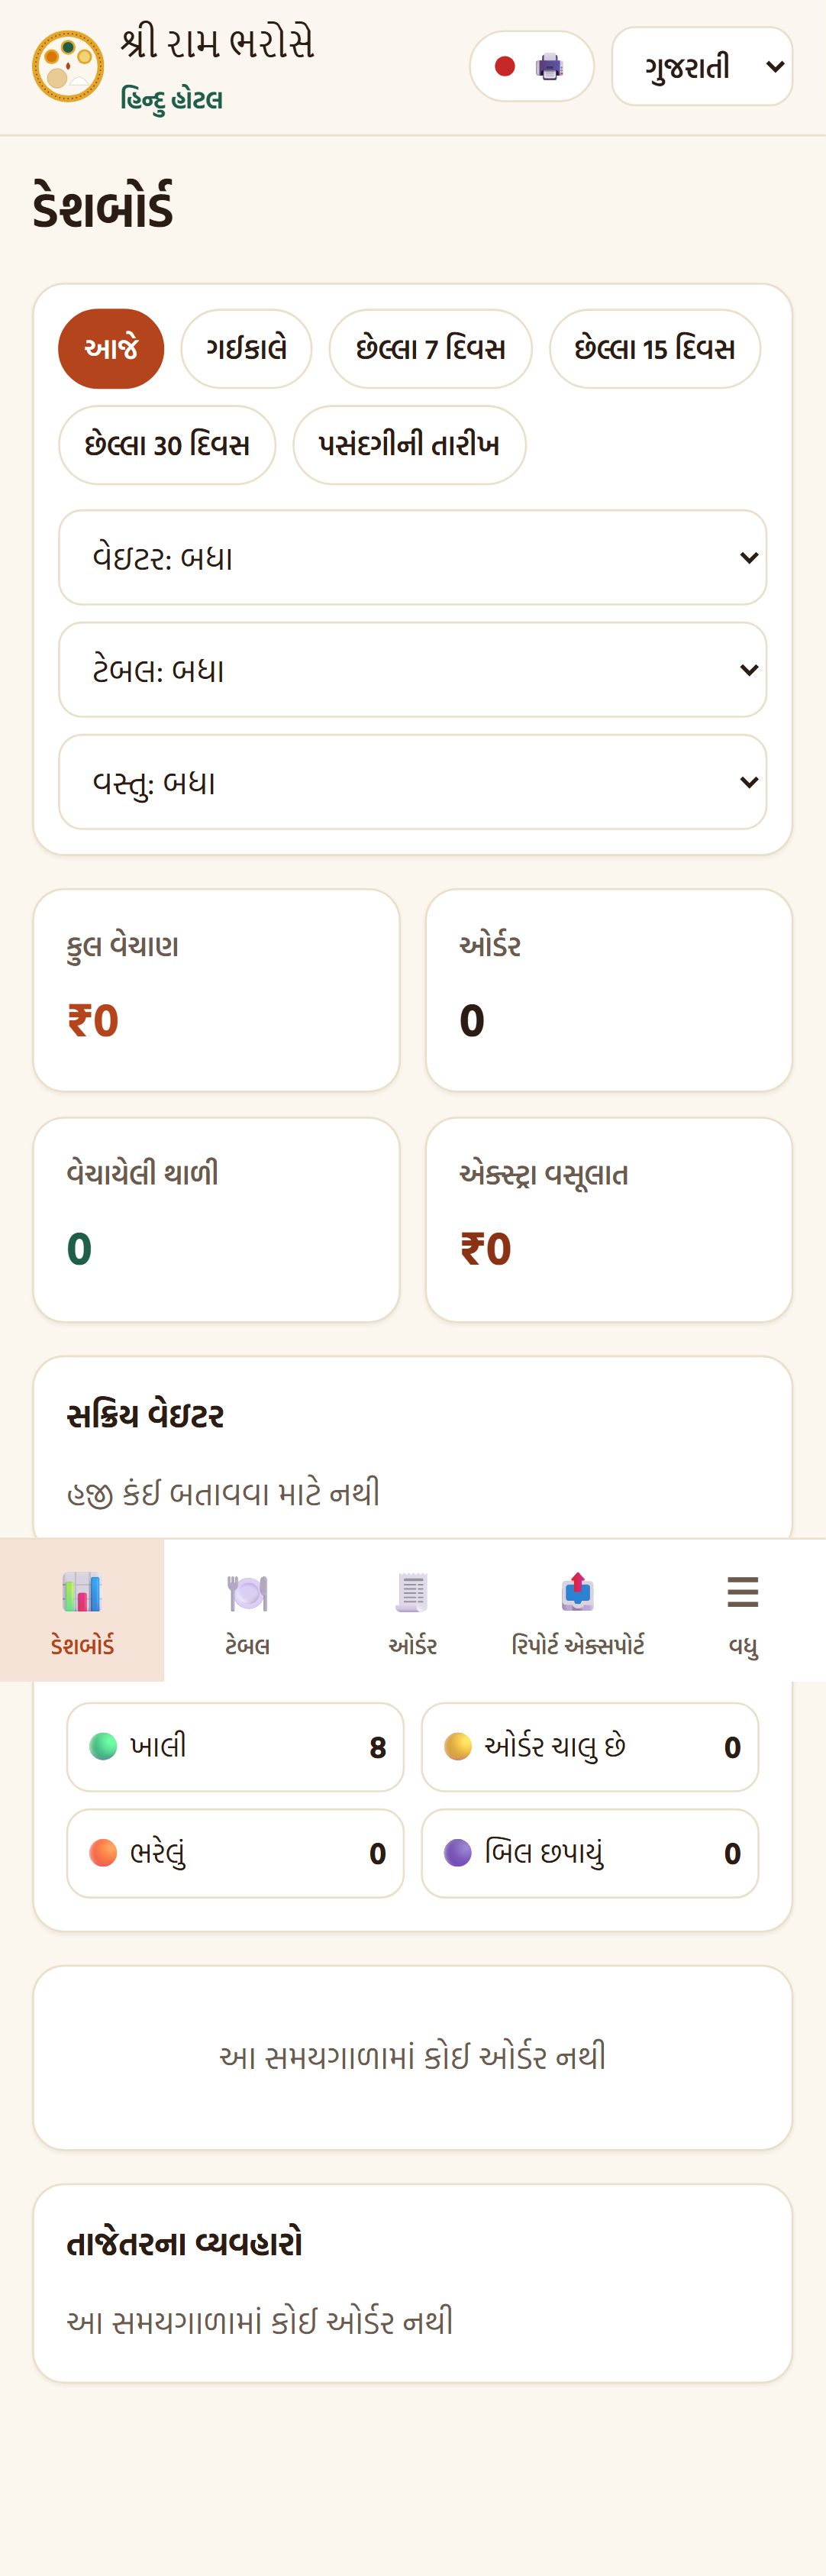 શ્રી રામ ભરોસે
હિન્દુ હોટલ
ગુજરાતી
ડેશબોર્ડ
આજે
ગઈકાલે
છેલ્લા 7 દિવસ
છેલ્લા 15 દિવસ
છેલ્લા 30 દિવસ
પસંદગીની તારીખ
વેઇટર: બધા
ટેબલ: બધા
વસ્તુ: બધા
કુલ વેચાણ
₹0
ઓર્ડર
0
વેચાયેલી થાળી
0
એક્સ્ટ્રા વસૂલાત
₹0
સક્રિય વેઇટર
હજી કંઈ બતાવવા માટે નથી
ડેશબોર્ડ
ટેબલ
ઓર્ડર
રિપોર્ટ એક્સપોર્ટ
વધુ
ખાલી 8
ઓર્ડર ચાલુ છે 0
ભરેલું 0
બિલ છપાયું 0
આ સમયગાળામાં કોઈ ઓર્ડર નથી
તાજેતરના વ્યવહારો
આ સમયગાળામાં કોઈ ઓર્ડર નથી